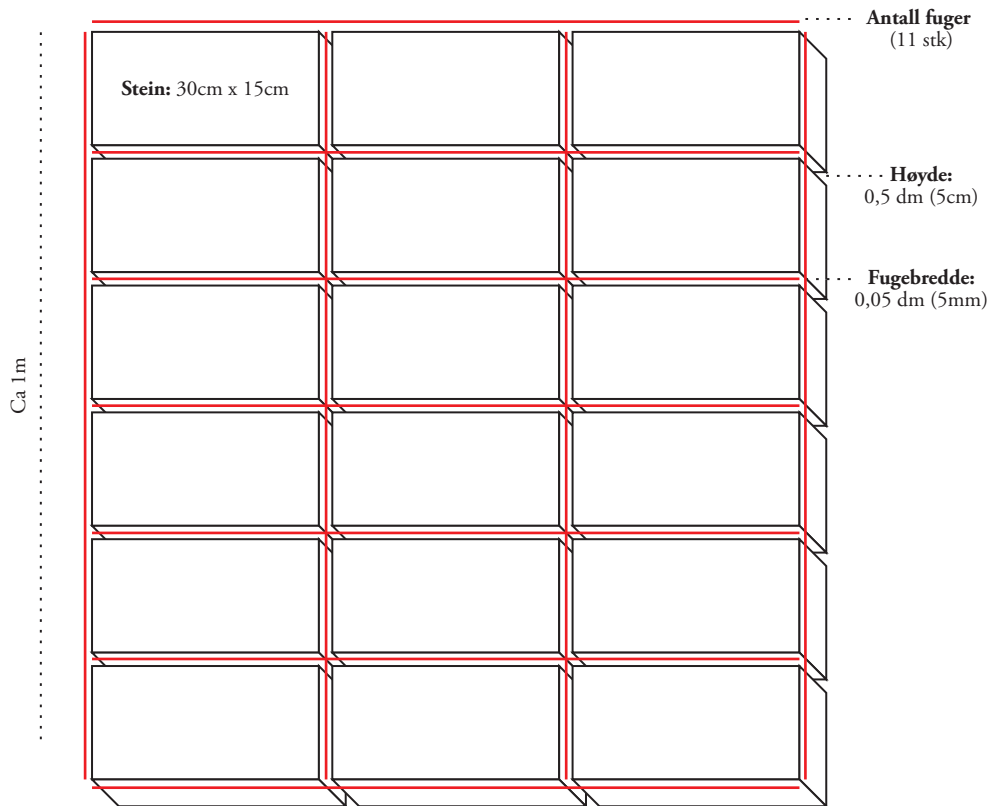 Antall fuger
(11 stk)
Stein: 30cm x 15cm
Høyde:
0,5 dm (5cm)
Fugebredde:
0,05 dm (5mm)
Ca 1m